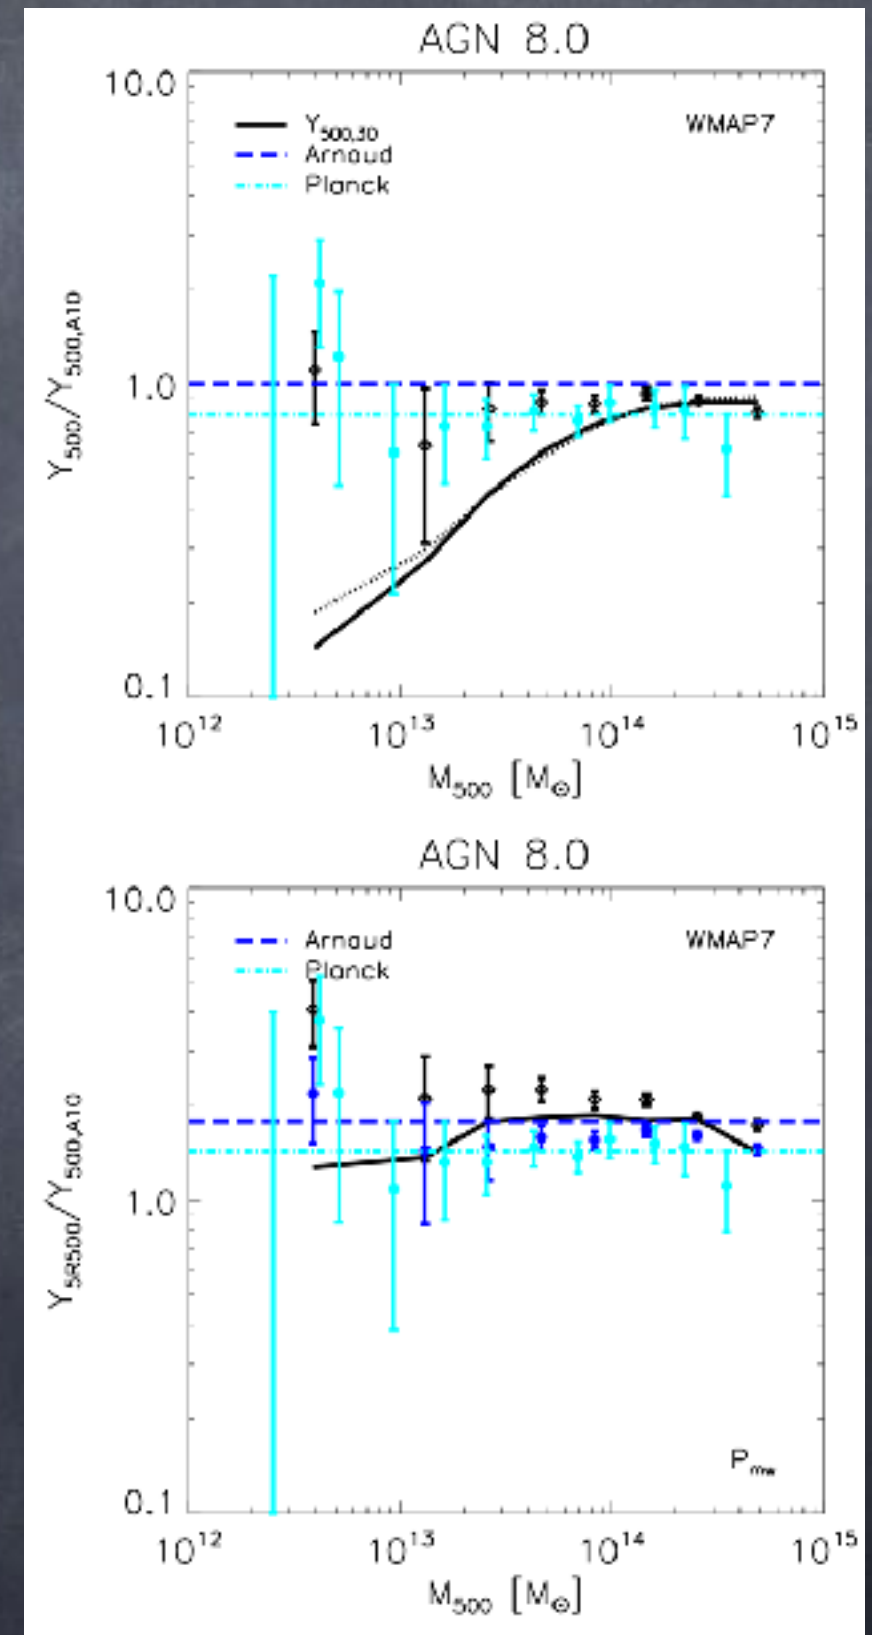 AGN 8.0
10.0
Y500,3D
WMAP7
Arnaud
Planck
Y500/Y500,A10
1.0
0.1
10^12 10^13 10^14 10^15
M500 [M⊙]
AGN 8.0
10.0
Arnaud
WMAP7
Planck
Y5R500/Y500,A10
1.0
Pmw
0.1
10^12 10^13 10^14 10^15
M500 [M⊙]